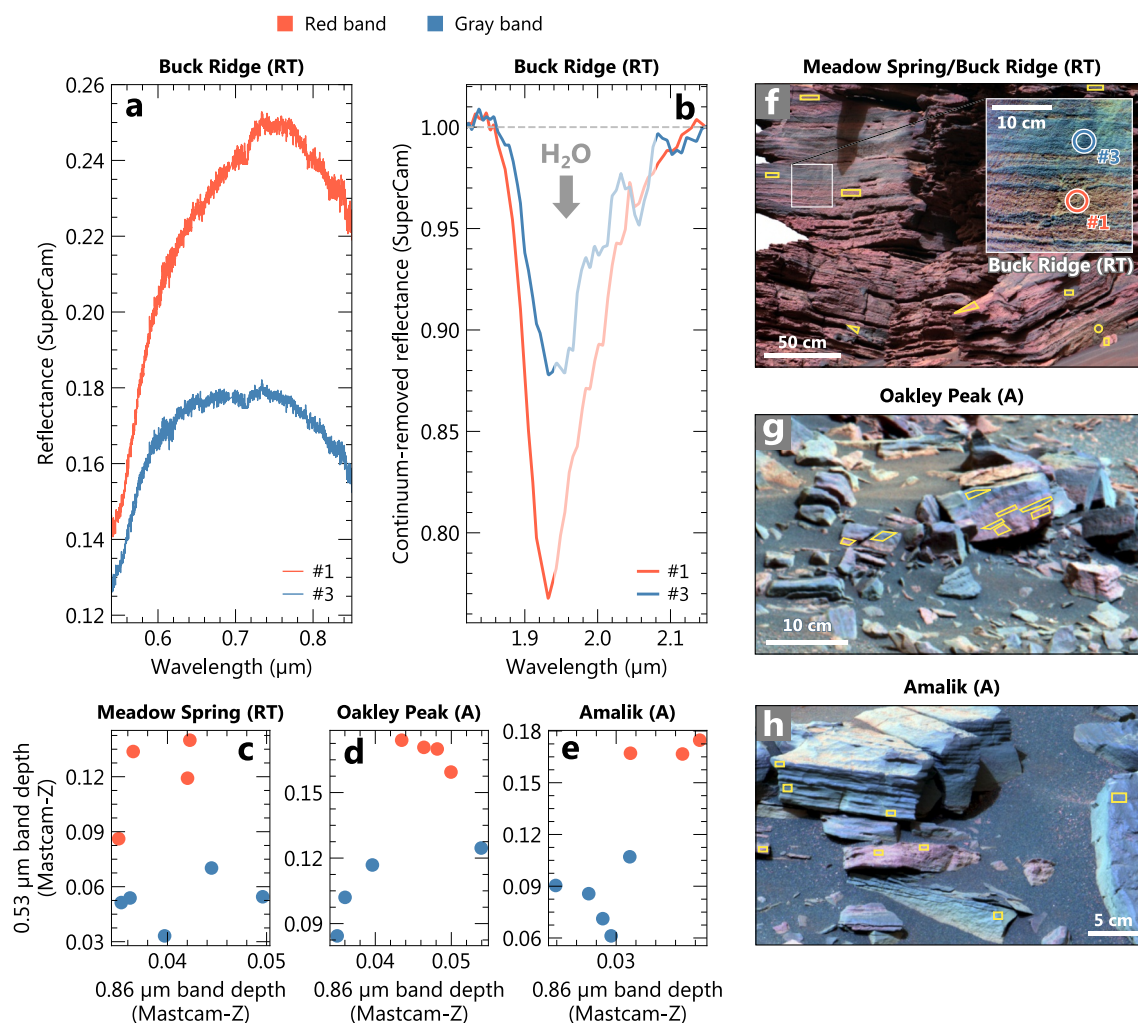 Red band
Gray band
Buck Ridge (RT)
a
0.26
0.24
0.22
0.20
0.18
0.16
0.14
0.12
0.6
0.7
0.8
Reflectance (SuperCam)
Wavelength (µm)
#1
#3
Buck Ridge (RT)
b
H₂O
1.00
0.95
0.90
0.85
0.80
1.9
2.0
2.1
Continuum-removed reflectance (SuperCam)
Wavelength (µm)
#1
#3
Meadow Spring/Buck Ridge (RT)
f
10 cm
#3
#1
Buck Ridge (RT)
50 cm
Oakley Peak (A)
g
10 cm
Amalik (A)
h
5 cm
Meadow Spring (RT)
c
0.12
0.09
0.06
0.03
0.04
0.05
0.53 µm band depth
(Mastcam-Z)
0.86 µm band depth
(Mastcam-Z)
Oakley Peak (A)
d
0.15
0.12
0.09
0.04
0.05
0.86 µm band depth
(Mastcam-Z)
Amalik (A)
e
0.18
0.15
0.12
0.09
0.06
0.03
0.86 µm band depth
(Mastcam-Z)